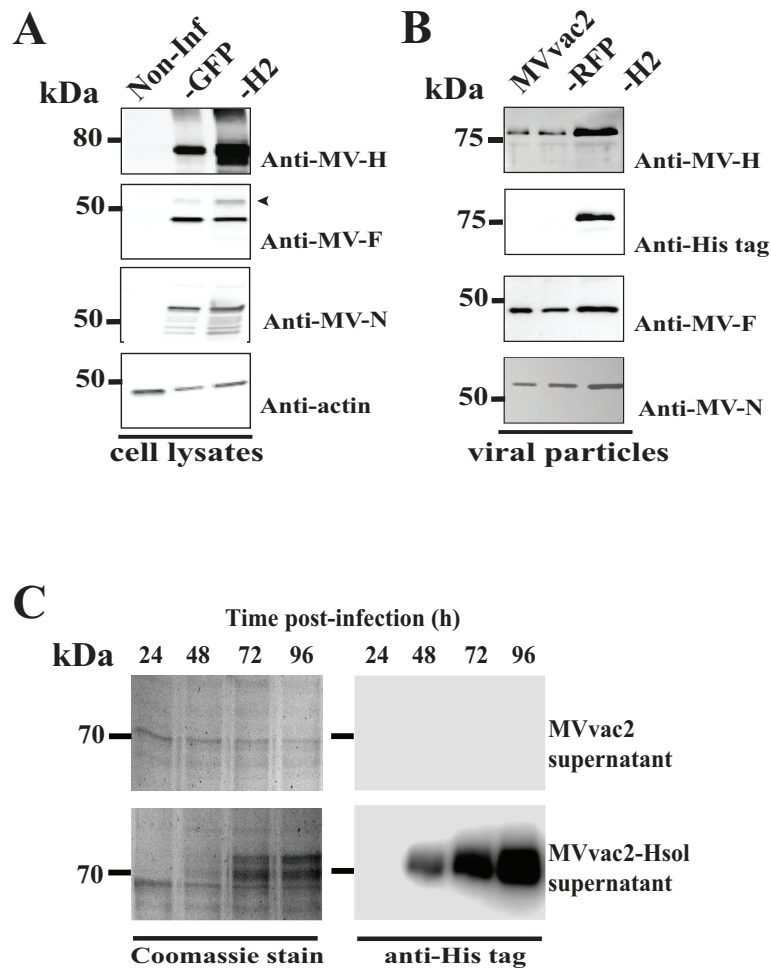 A
Non-Inf -GFP -H2
kDa
80
Anti-MV-H
50
Anti-MV-F
50
Anti-MV-N
50
Anti-actin
cell lysates
B
MVvac2 -RFP -H2
kDa
75
Anti-MV-H
75
Anti-His tag
50
Anti-MV-F
50
Anti-MV-N
viral particles
C
Time post-infection (h)
kDa 24 48 72 96 24 48 72 96
70
MVvac2
supernatant
70
MVvac2-Hsol
supernatant
Coomassie stain anti-His tag